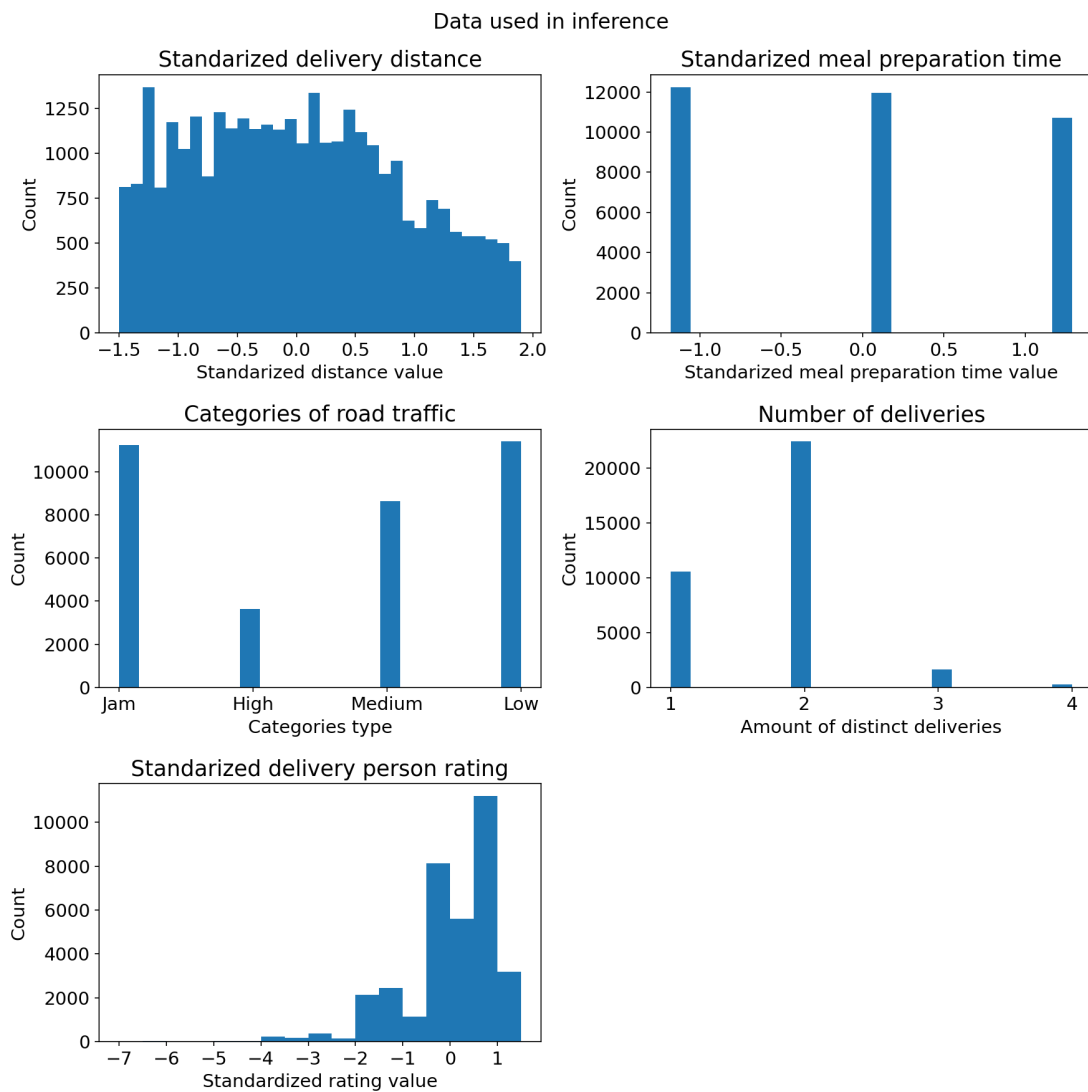 Data used in inference
Standarized delivery distance
Count
1250
1000
750
500
250
0
−1.5 −1.0 −0.5 0.0 0.5 1.0 1.5 2.0
Standarized distance value
Standarized meal preparation time
Count
12000
10000
8000
6000
4000
2000
0
−1.0 −0.5 0.0 0.5 1.0
Standarized meal preparation time value
Categories of road traffic
Count
10000
8000
6000
4000
2000
0
Jam High Medium Low
Categories type
Number of deliveries
Count
20000
15000
10000
5000
0
1 2 3 4
Amount of distinct deliveries
Standarized delivery person rating
Count
10000
8000
6000
4000
2000
0
−7 −6 −5 −4 −3 −2 −1 0 1
Standardized rating value